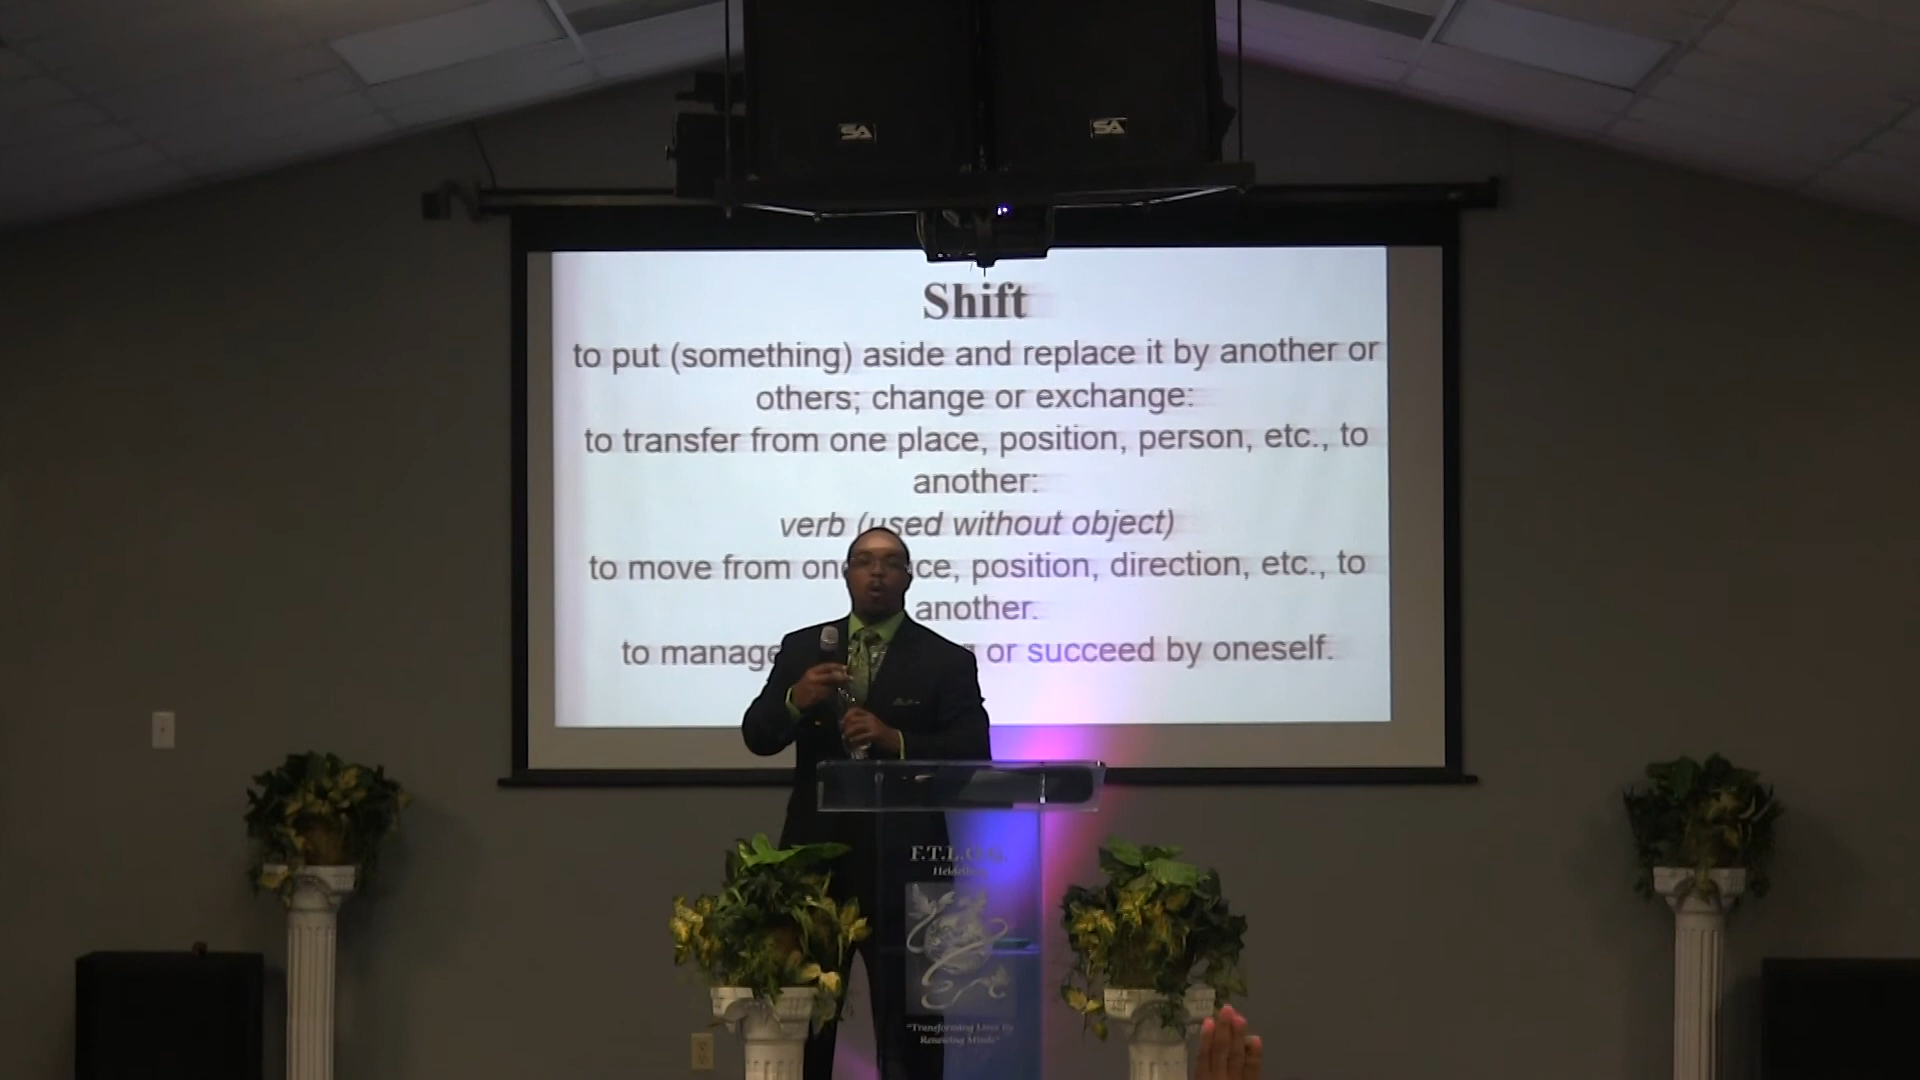 SA SA
Shift
to put (something) aside and replace it by another or
others; change or exchange:
to transfer from one place, position, person, etc., to
another:
verb (used without object)
to move from one position, direction, etc., to
another.
to manage or succeed by oneself.
F.T.L.O.G.
"Transforming Lives By
Renewing Minds"